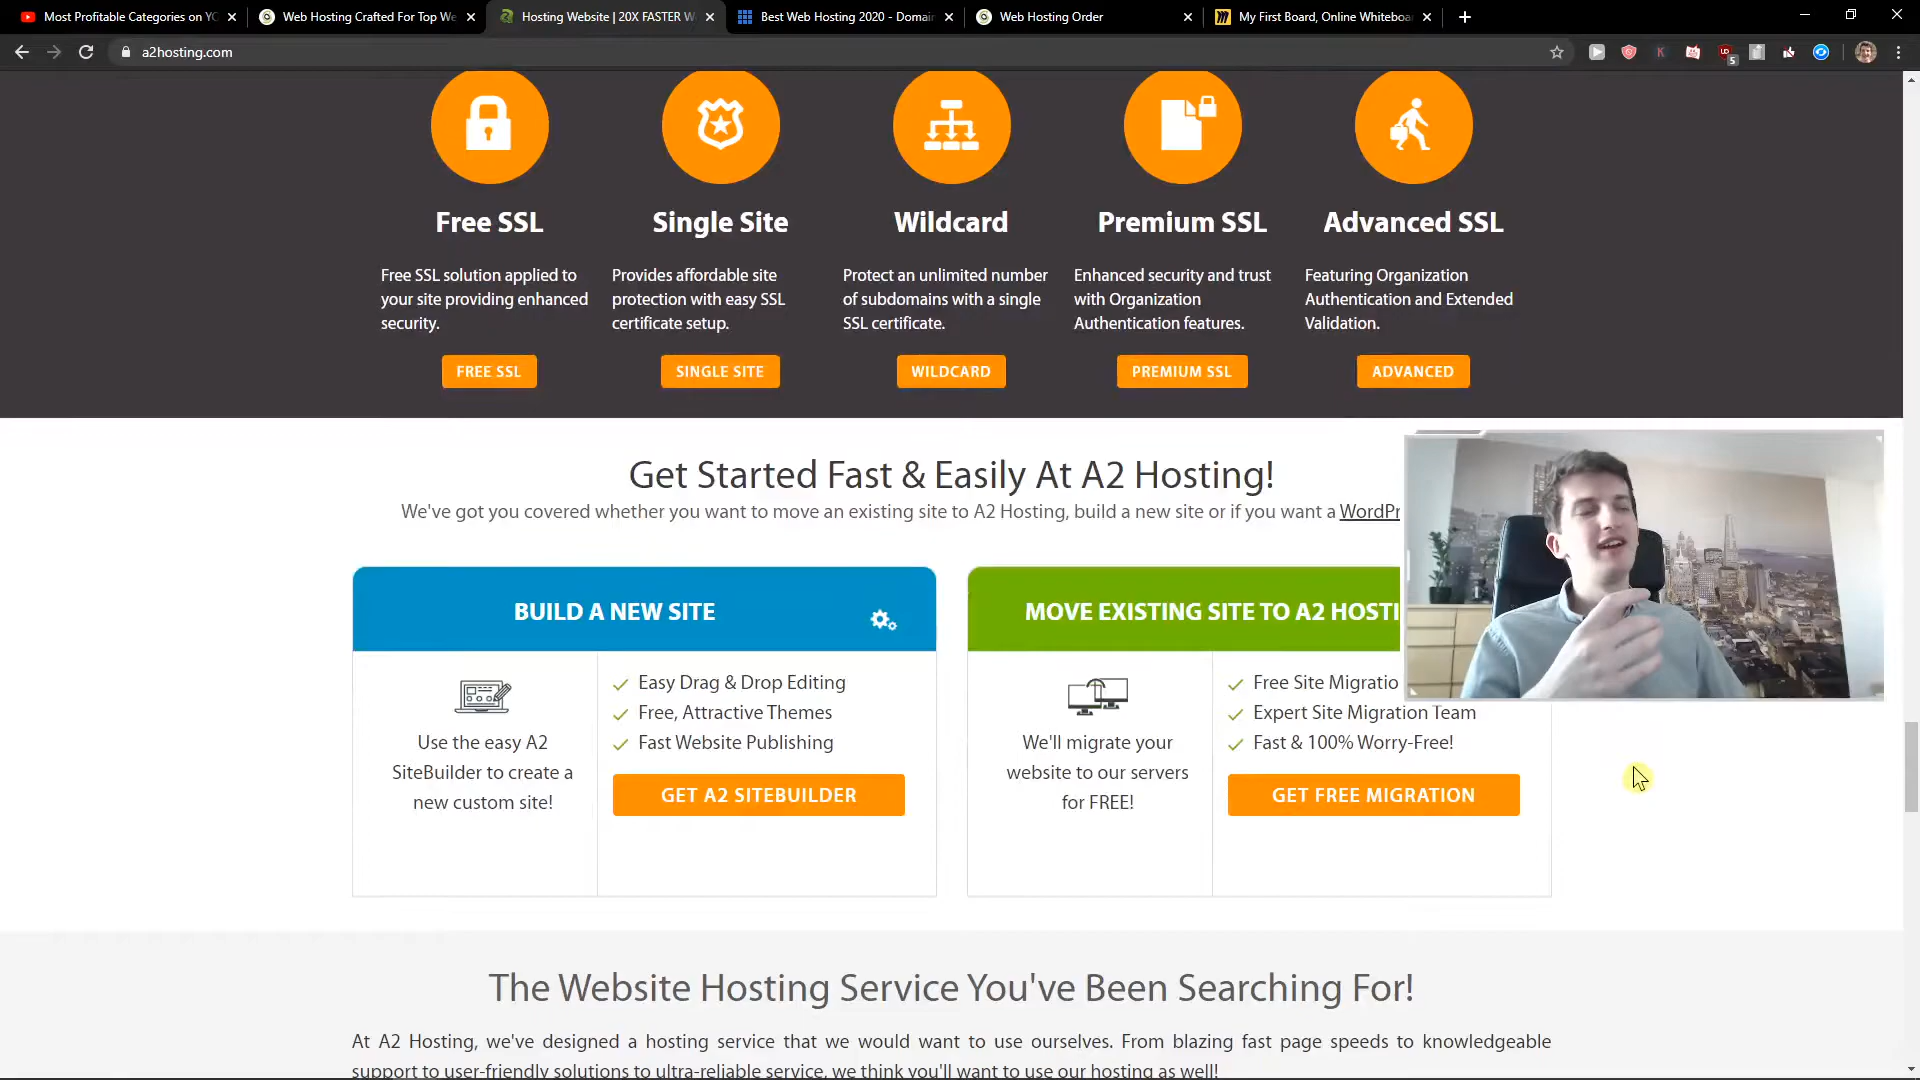 Most Profitable Categories on YO
Web Hosting Crafted For Top We
Hosting Website | 20X FASTER W
Best Web Hosting 2020 - Domain
Web Hosting Order
My First Board, Online Whiteboa
a2hosting.com
5
Free SSL
Single Site
Wildcard
Premium SSL
Advanced SSL
Free SSL solution applied to
your site providing enhanced
security.
Provides affordable site
protection with easy SSL
certificate setup.
Protect an unlimited number
of subdomains with a single
SSL certificate.
Enhanced security and trust
with Organization
Authentication features.
Featuring Organization
Authentication and Extended
Validation.
FREE SSL
SINGLE SITE
WILDCARD
PREMIUM SSL
ADVANCED
Get Started Fast & Easily At A2 Hosting!
We've got you covered whether you want to move an existing site to A2 Hosting, build a new site or if you want a WordPr
BUILD A NEW SITE
Use the easy A2
SiteBuilder to create a
new custom site!
Easy Drag & Drop Editing
Free, Attractive Themes
Fast Website Publishing
GET A2 SITEBUILDER
MOVE EXISTING SITE TO A2 HOSTI
We'll migrate your
website to our servers
for FREE!
Free Site Migratio
Expert Site Migration Team
Fast & 100% Worry-Free!
GET FREE MIGRATION
The Website Hosting Service You've Been Searching For!
At A2 Hosting, we've designed a hosting service that we would want to use ourselves. From blazing fast page speeds to knowledgeable
support to user-friendly solutions to ultra-reliable service, we think you'll want to use our hosting as well!